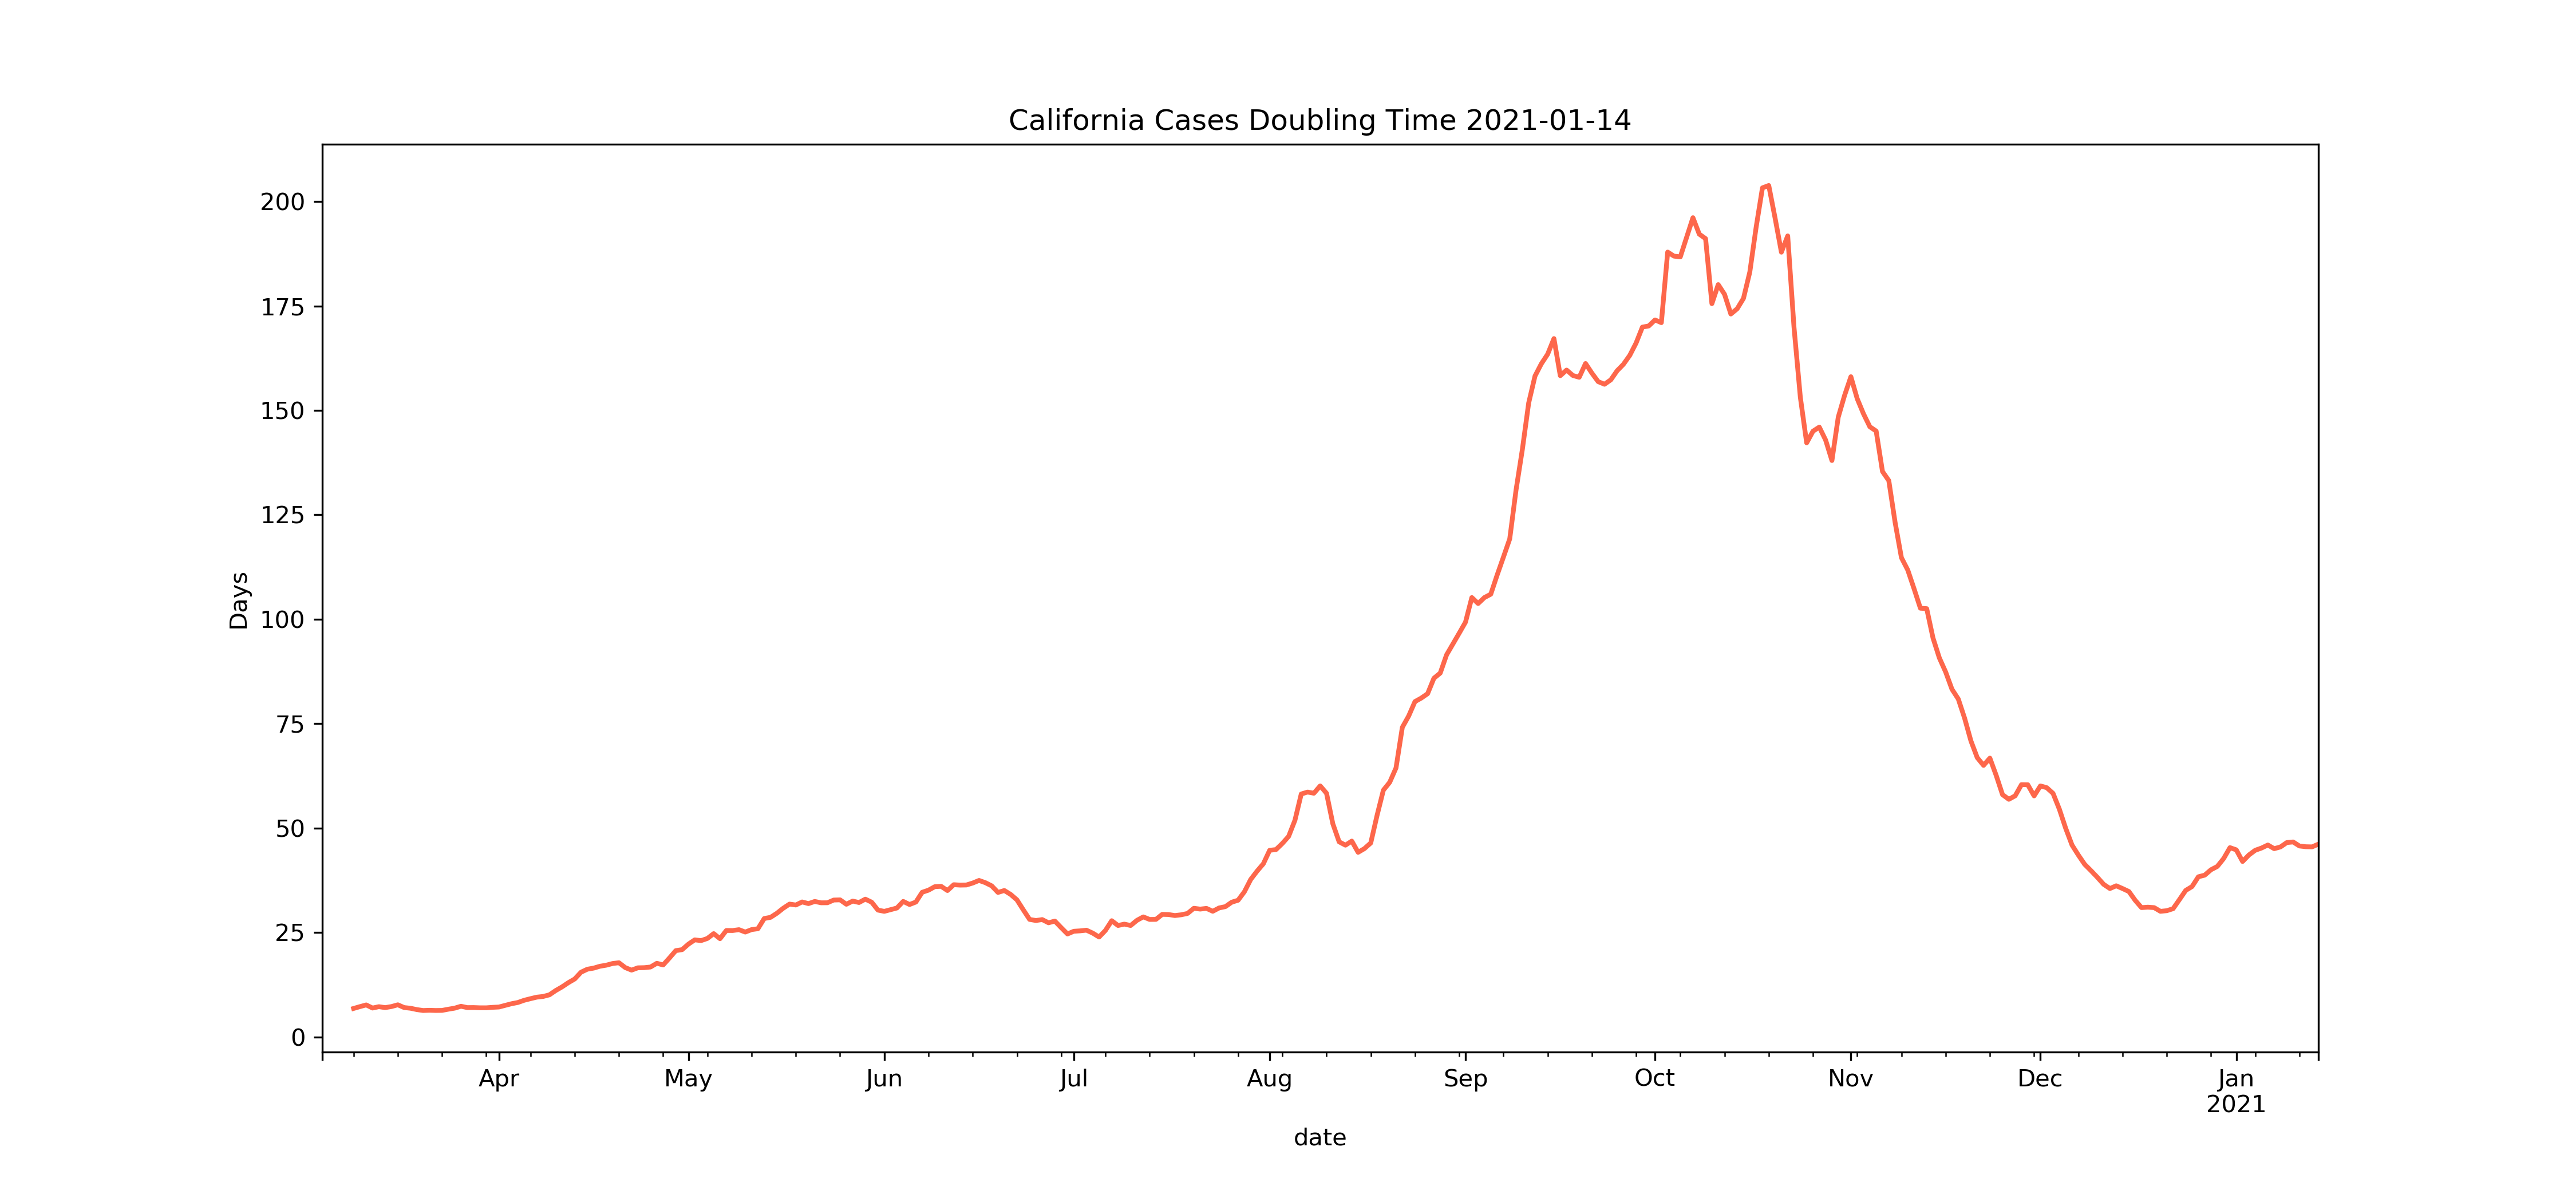 California Cases Doubling Time 2021-01-14
200
175
150
125
100
75
50
25
0
Days
Apr May Jun Jul Aug Sep Oct Nov Dec Jan
2021
date